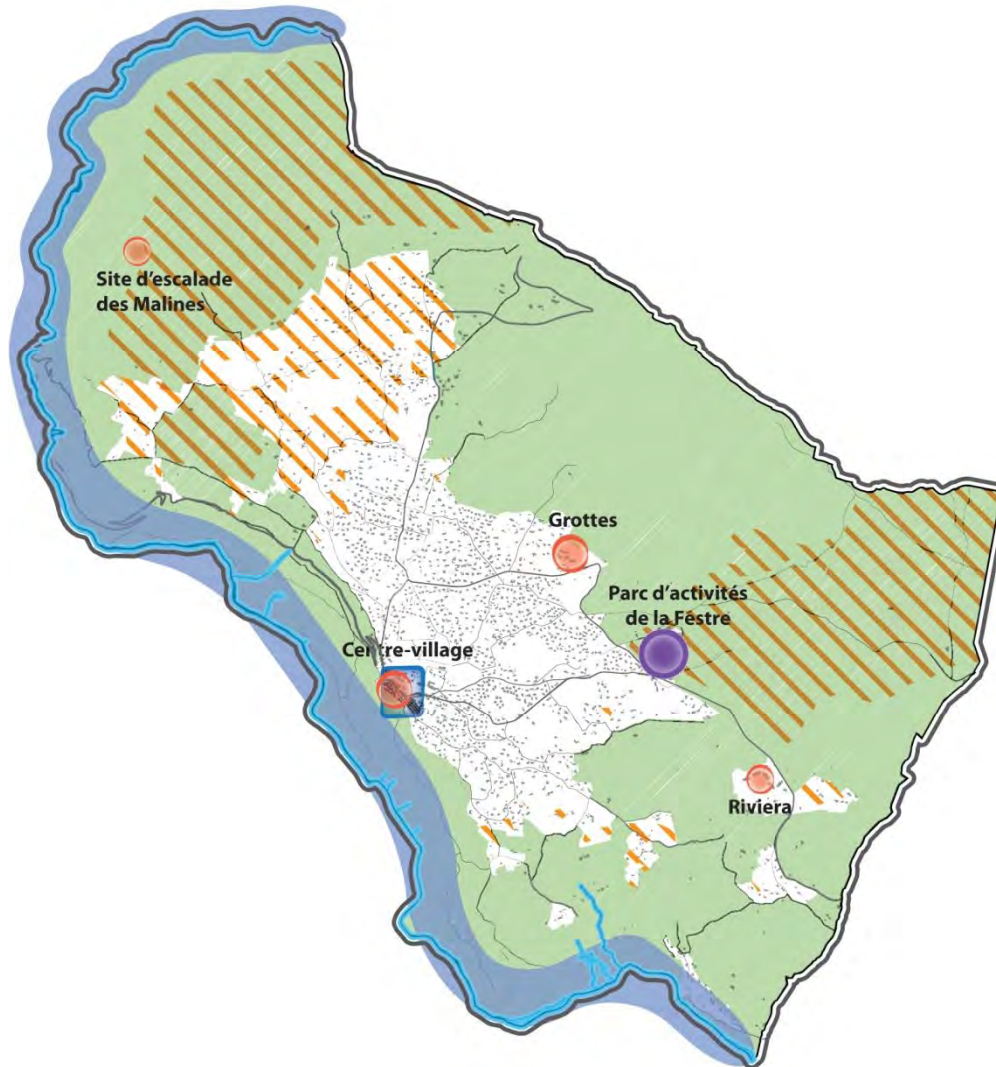 Site d'escalade
des Malines
Grottes
Parc d'activités
de la Festre
Centre-village
Riviera